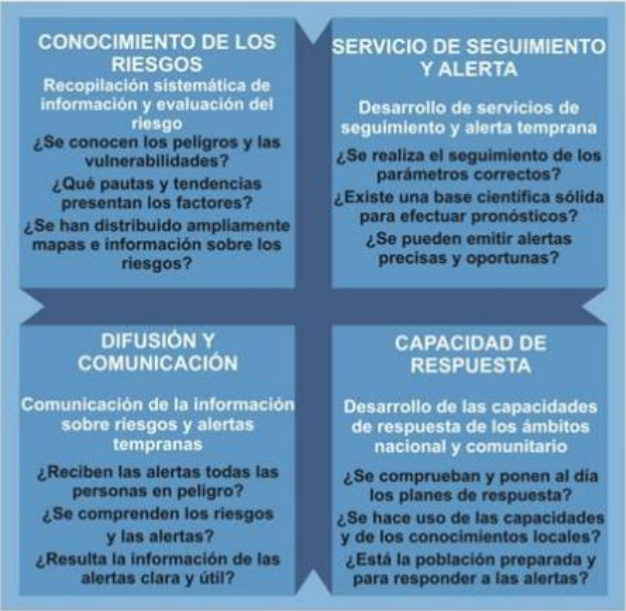 CONOCIMIENTO DE LOS
RIESGOS
Recopilación sistemática de
información y evaluación del
riesgo
¿Se conocen los peligros y las
vulnerabilidades?
¿Qué pautas y tendencias
presentan los factores?
¿Se han distribuido ampliamente
mapas e información sobre los
riesgos?
SERVICIO DE SEGUIMIENTO
Y ALERTA
Desarrollo de servicios de
seguimiento y alerta temprana
¿Se realiza el seguimiento de los
parámetros correctos?
¿Existe una base científica sólida
para efectuar pronósticos?
¿Se pueden emitir alertas
precisas y oportunas?
DIFUSIÓN Y
COMUNICACIÓN
Comunicación de la información
sobre riesgos y alertas
tempranas
¿Reciben las alertas todas las
personas en peligro?
¿Se comprenden los riesgos
y las alertas?
¿Resulta la información de las
alertas clara y útil?
CAPACIDAD DE
RESPUESTA
Desarrollo de las capacidades
de respuesta de los ámbitos
nacional y comunitario
¿Se comprueban y ponen al día
los planes de respuesta?
¿Se hace uso de las capacidades
y de los conocimientos locales?
¿Está la población preparada y
para responder a las alertas?